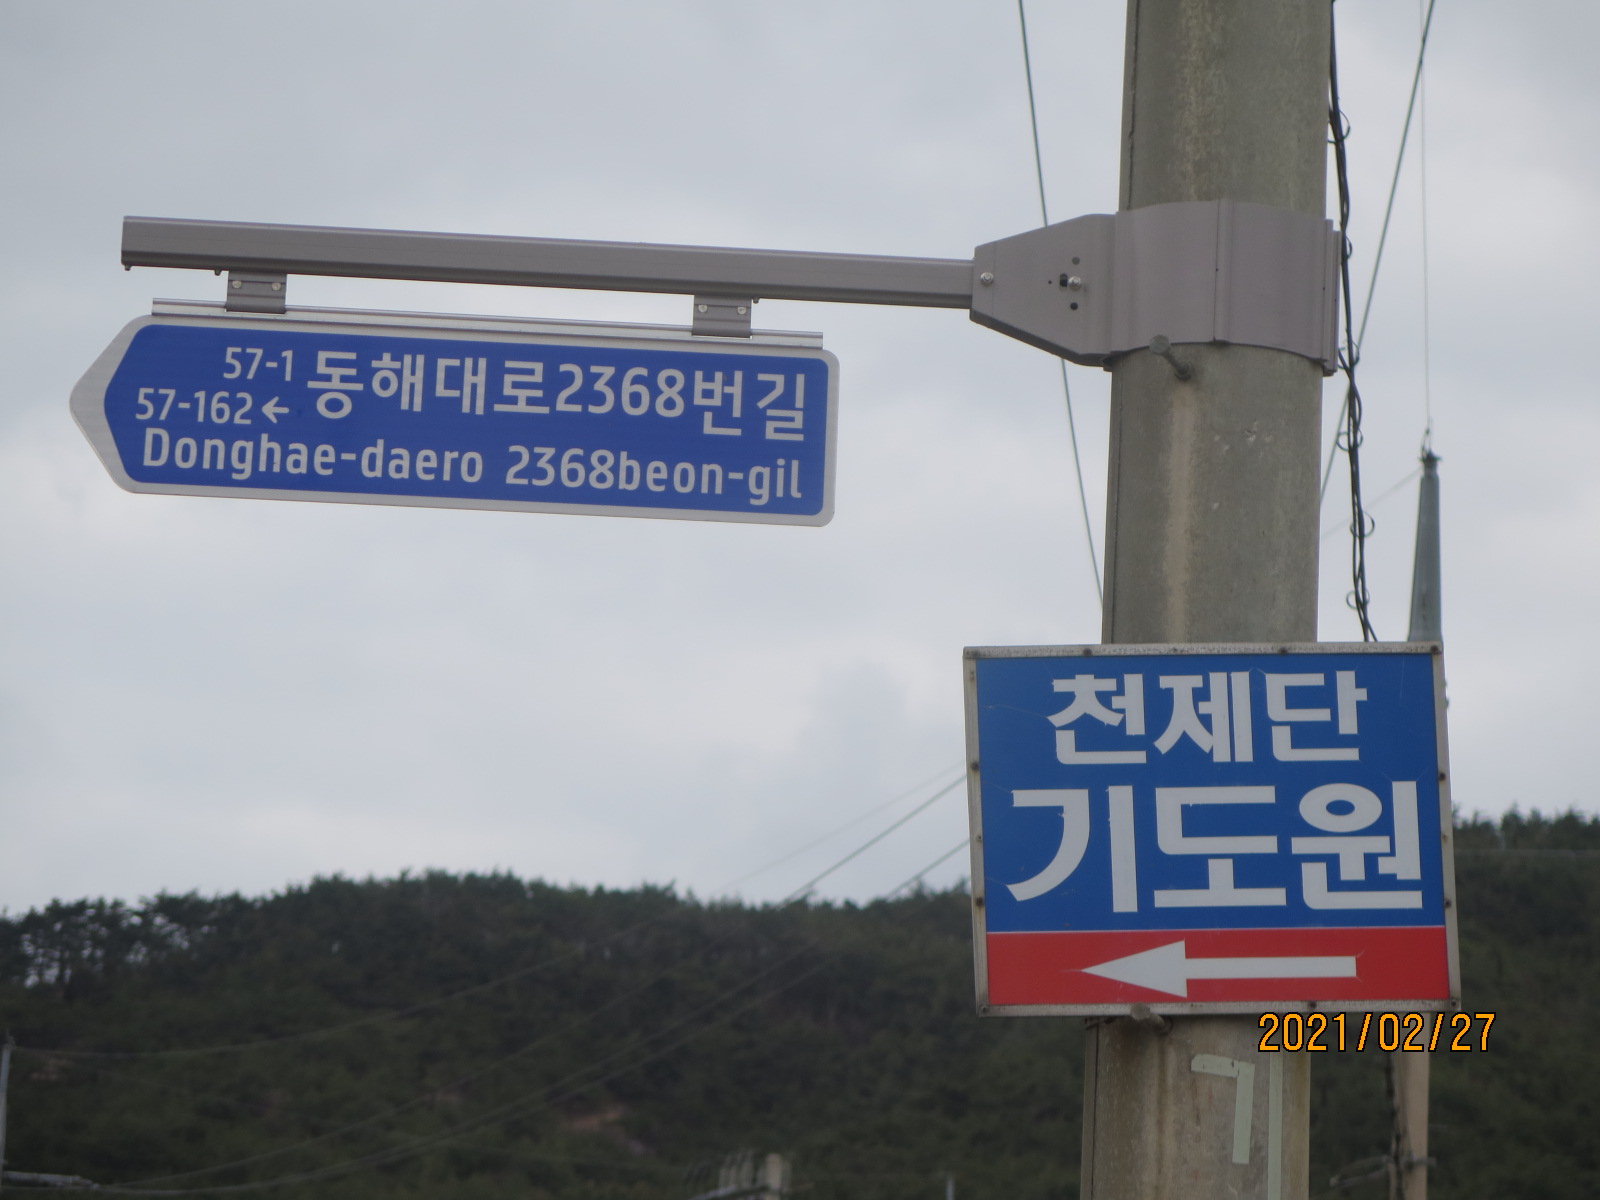 57-1 동해대로2368번길
57-162←
Donghae-daero 2368beon-gil
천제단
기도원
←
2021/02/27